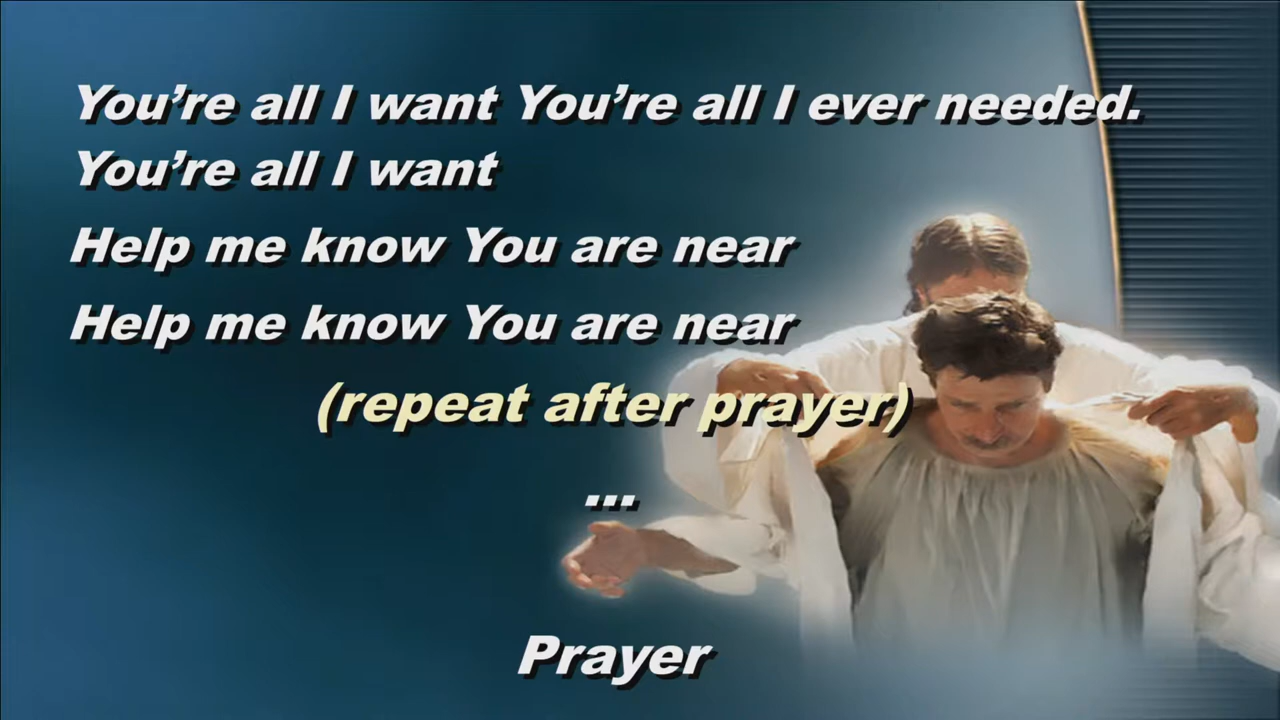 You’re all I want You’re all I ever needed.
You’re all I want
Help me know You are near
Help me know You are near
(repeat after prayer)
...
Prayer